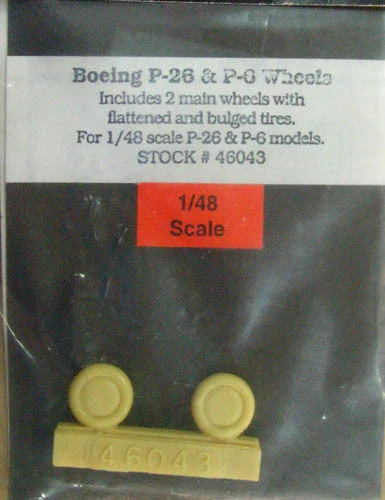 Boeing P-26 & P-6 Wheels
Includes 2 main wheels with
flattened and bulged tires.
For 1/48 scale P-26 & P-6 models.
STOCK # 46043
1/48
Scale
46043